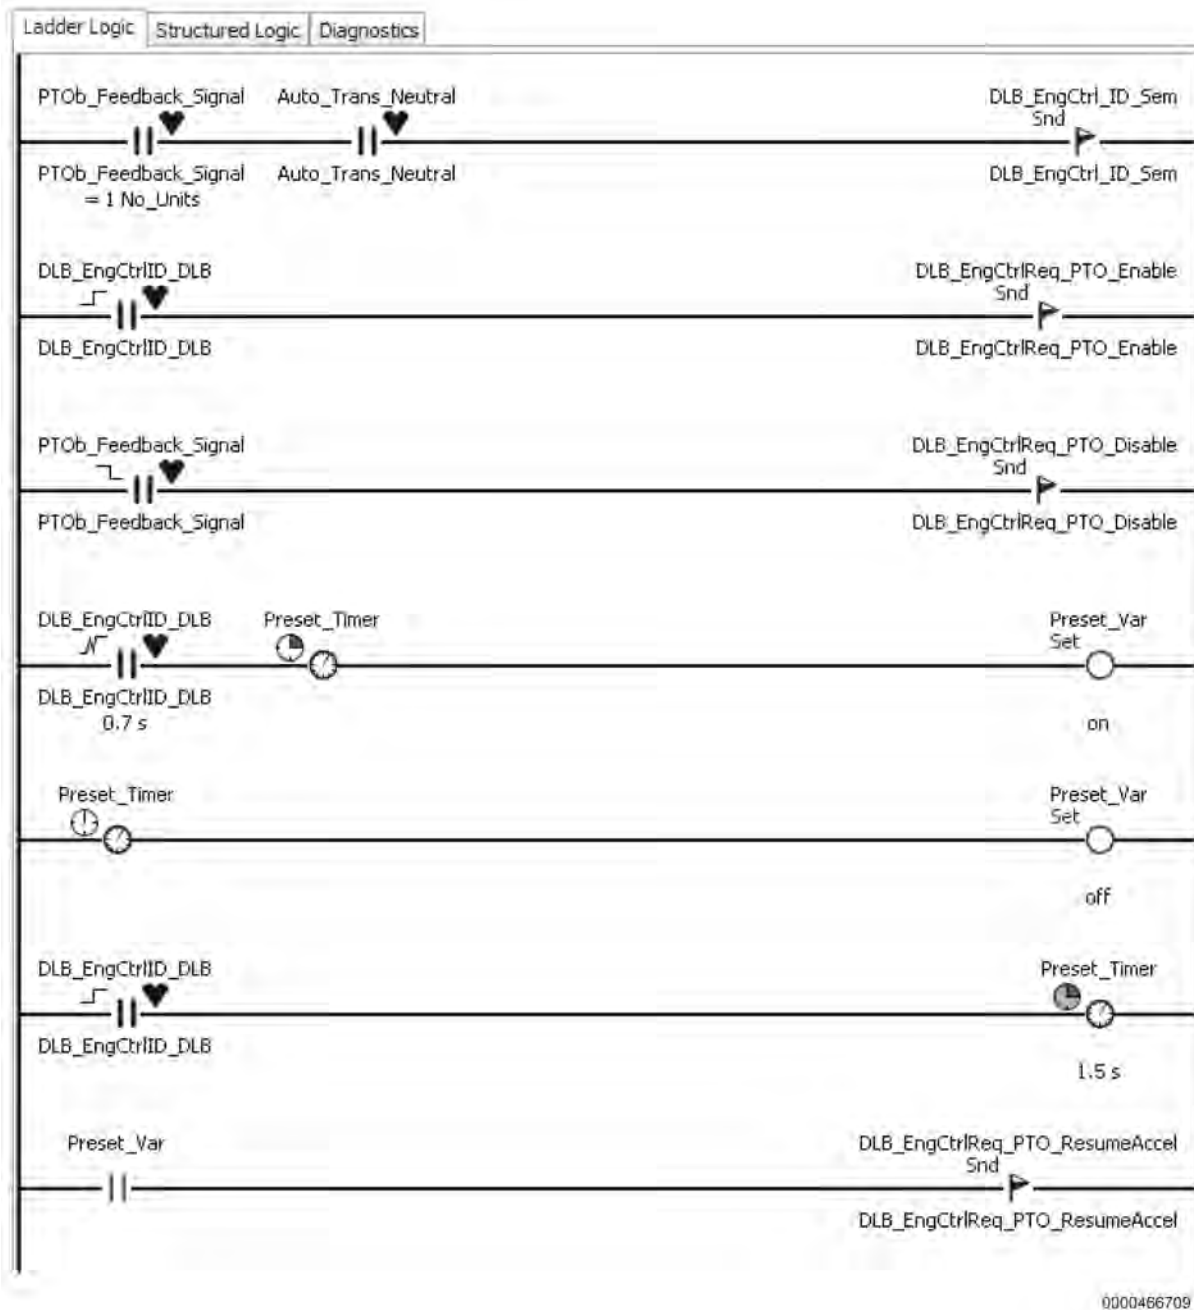 Ladder Logic Structured Logic Diagnostics
PTOb_Feedback_Signal Auto_Trans_Neutral DLB_EngCtrl_ID_Sem
Snd
PTOb_Feedback_Signal Auto_Trans_Neutral DLB_EngCtrl_ID_Sem
= 1 No_Units
DLB_EngCtrlID_DLB DLB_EngCtrlReq_PTO_Enable
Snd
DLB_EngCtrlID_DLB DLB_EngCtrlReq_PTO_Enable
PTOb_Feedback_Signal DLB_EngCtrlReq_PTO_Disable
Snd
PTOb_Feedback_Signal DLB_EngCtrlReq_PTO_Disable
DLB_EngCtrlID_DLB Preset_Timer Preset_Var
Set
DLB_EngCtrlID_DLB
0.7 s on
Preset_Timer Preset_Var
Set
off
DLB_EngCtrlID_DLB Preset_Timer
DLB_EngCtrlID_DLB
1.5 s
Preset_Var DLB_EngCtrlReq_PTO_ResumeAccel
Snd
DLB_EngCtrlReq_PTO_ResumeAccel
0000466709